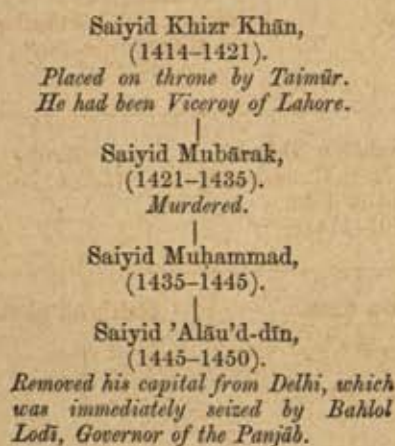 Saiyid Khizr Khān,
(1414–1421).
Placed on throne by Taimūr.
He had been Viceroy of Lahore.
Saiyid Mubārak,
(1421–1435).
Murdered.
Saiyid Muḥammad,
(1435–1445).
Saiyid 'Alāu'd-dīn,
(1445–1450).
Removed his capital from Delhi, which
was immediately seized by Bahlol
Lodī, Governor of the Panjāb.